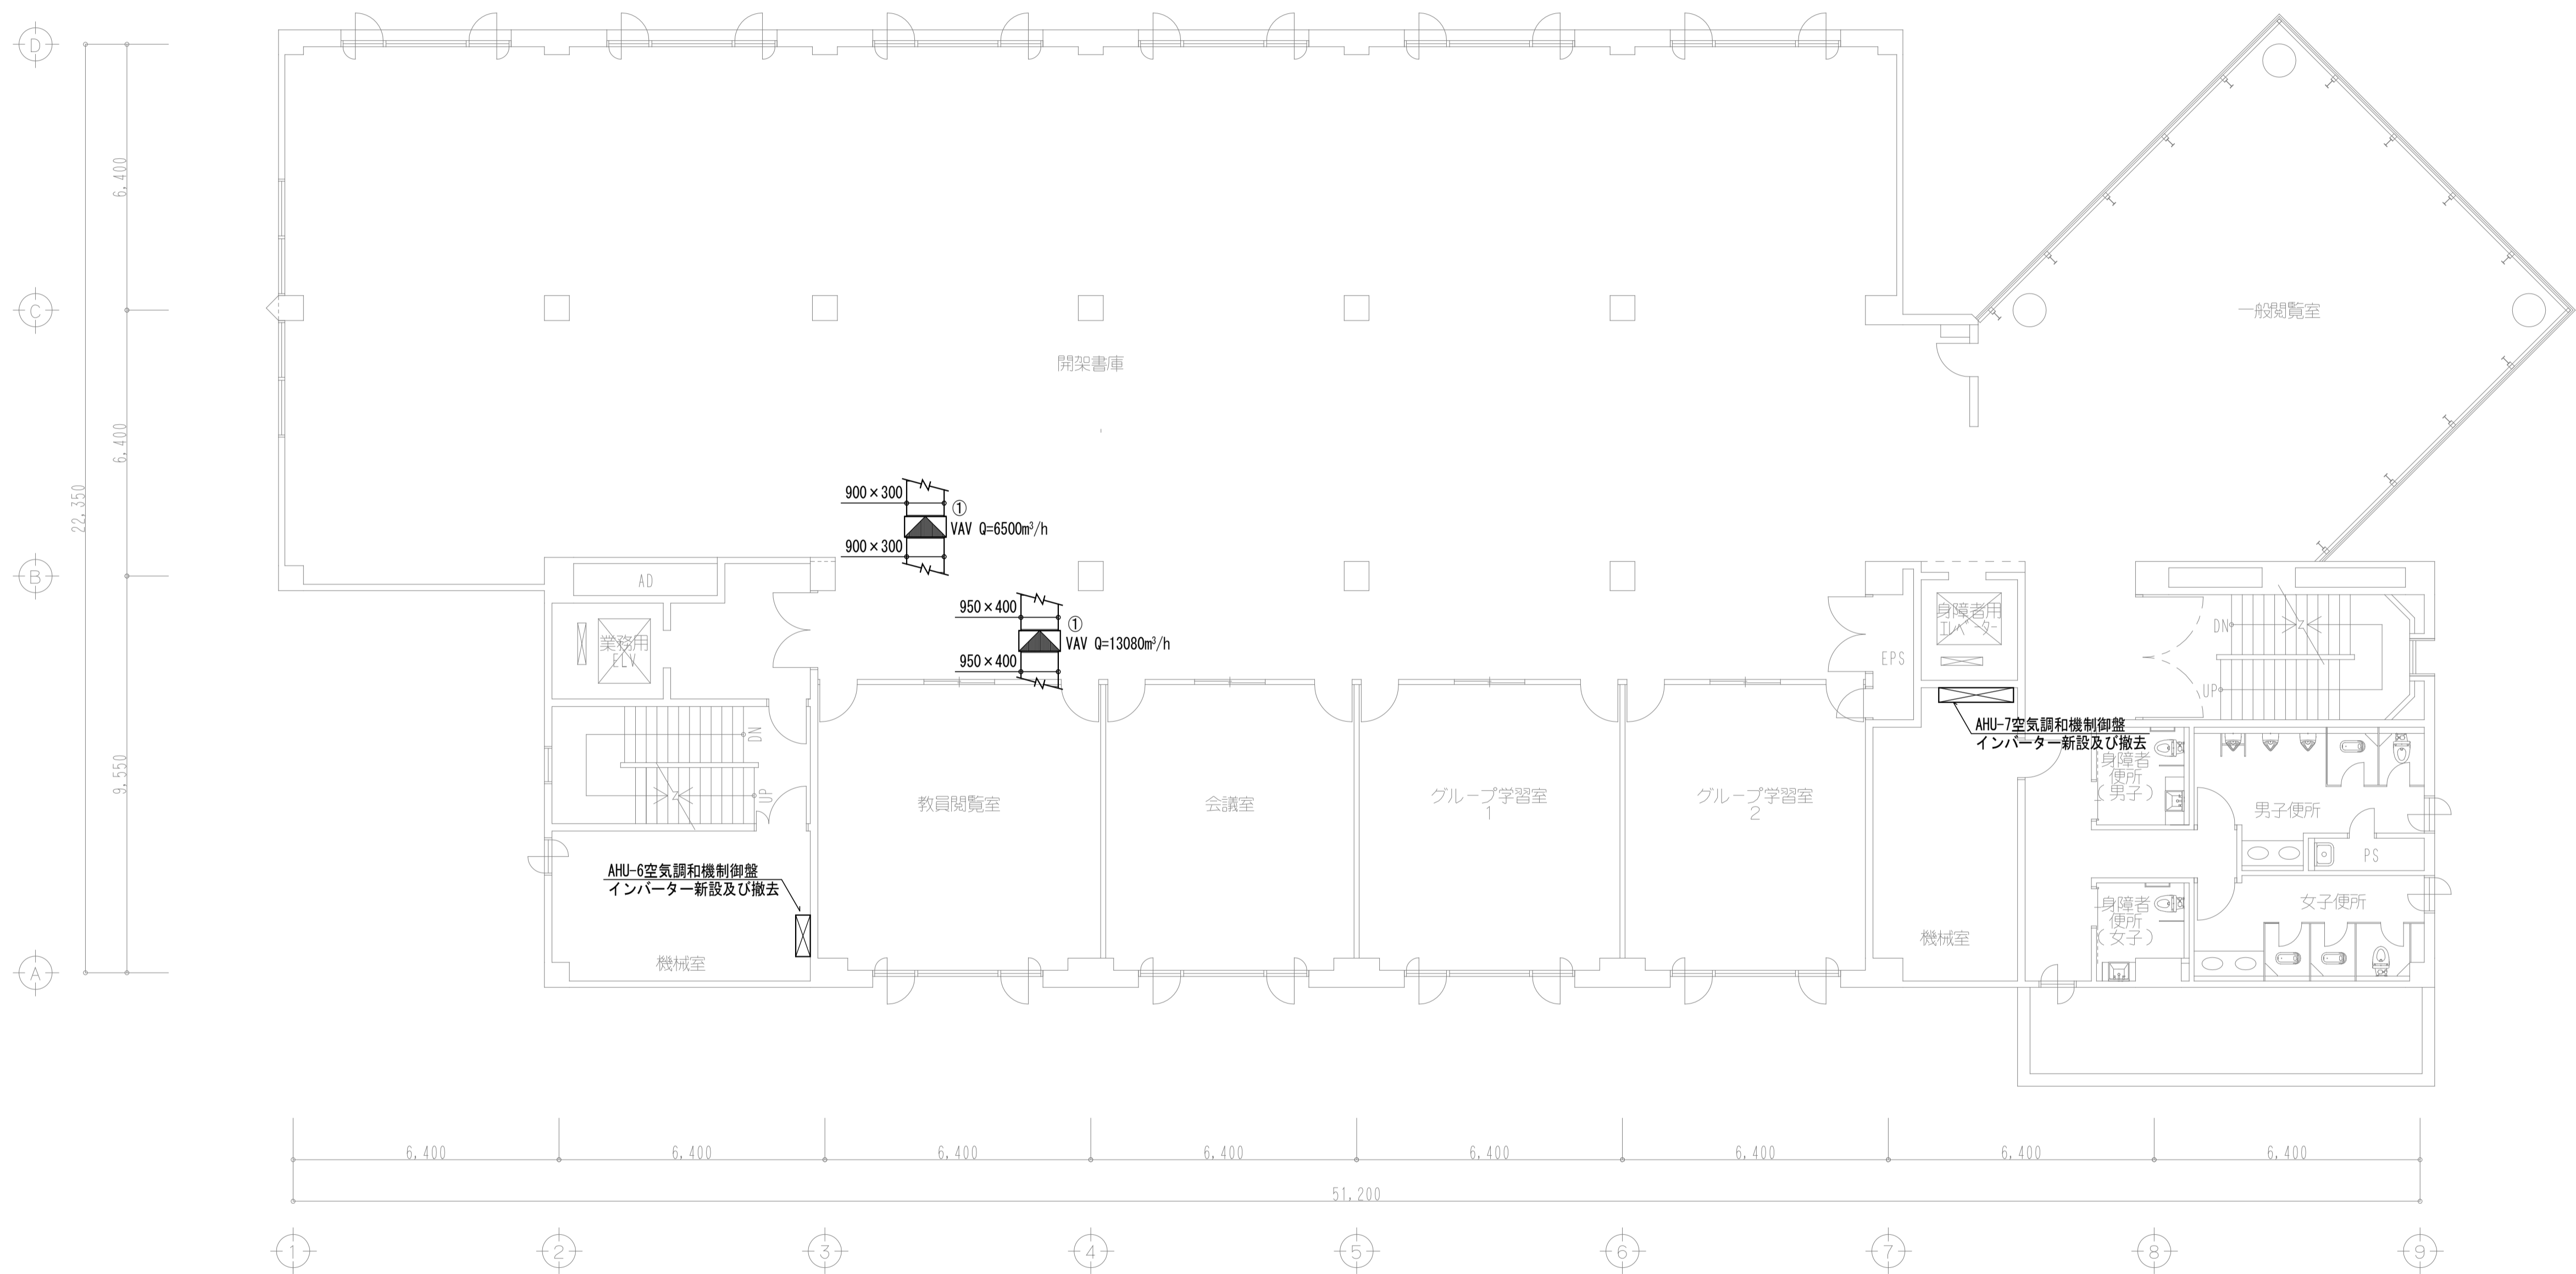 D
6,400
C
一般閲覧室
開架書庫
6,400
22,350
900×300
①
VAV Q=6500m³/h
900×300
B
AD
950×400
①
VAV Q=13080m³/h
950×400
業務用
ELV
身障者用
エレベーター
EPS
DN
UP
AHU-7空気調和機制御盤
インバーター新設及び撤去
DN
UP
9,550
身障者
便所
(男子)
教員閲覧室
会議室
グループ学習室
1
グループ学習室
2
男子便所
PS
AHU-6空気調和機制御盤
インバーター新設及び撤去
女子便所
身障者
便所
(女子)
機械室
機械室
A
6,400
6,400
6,400
6,400
6,400
6,400
6,400
6,400
51,200
1
2
3
4
5
6
7
8
9